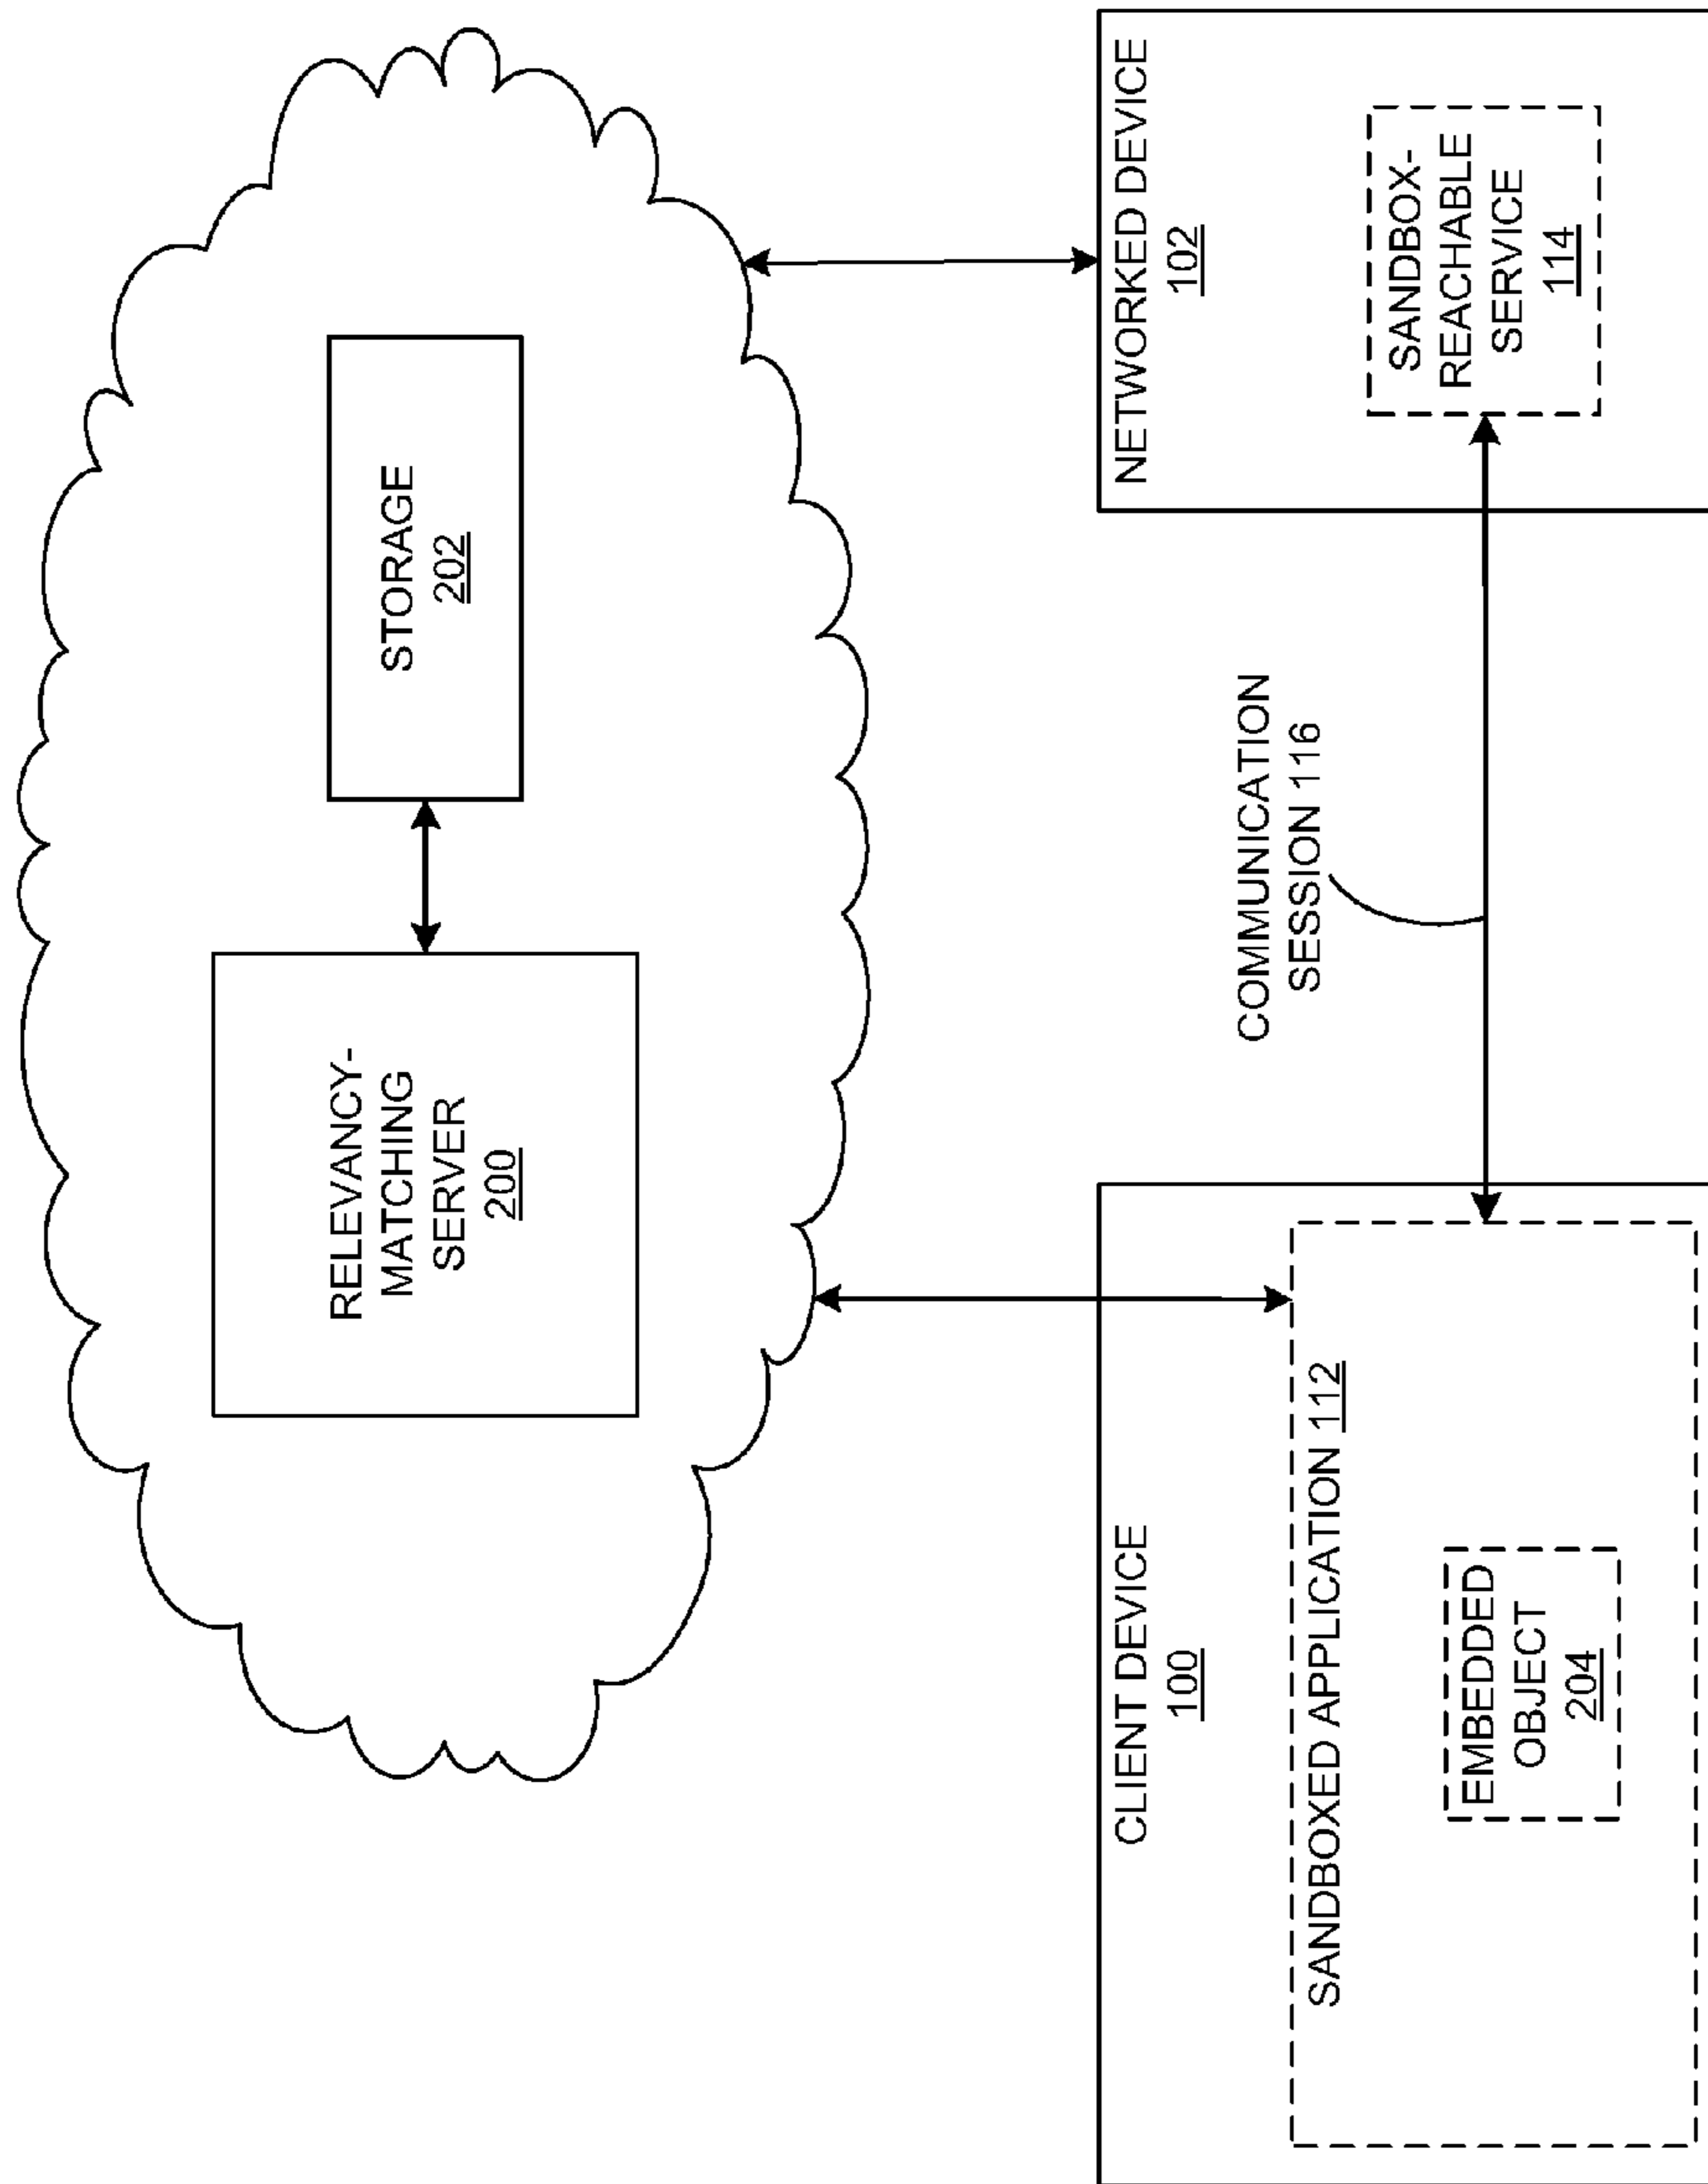 RELEVANCY-
MATCHING
SERVER
200
STORAGE
202
CLIENT DEVICE
100
SANDBOXED APPLICATION 112
EMBEDDED
OBJECT
204
COMMUNICATION
SESSION 116
NETWORKED DEVICE
102
SANDBOX-
REACHABLE
SERVICE
114